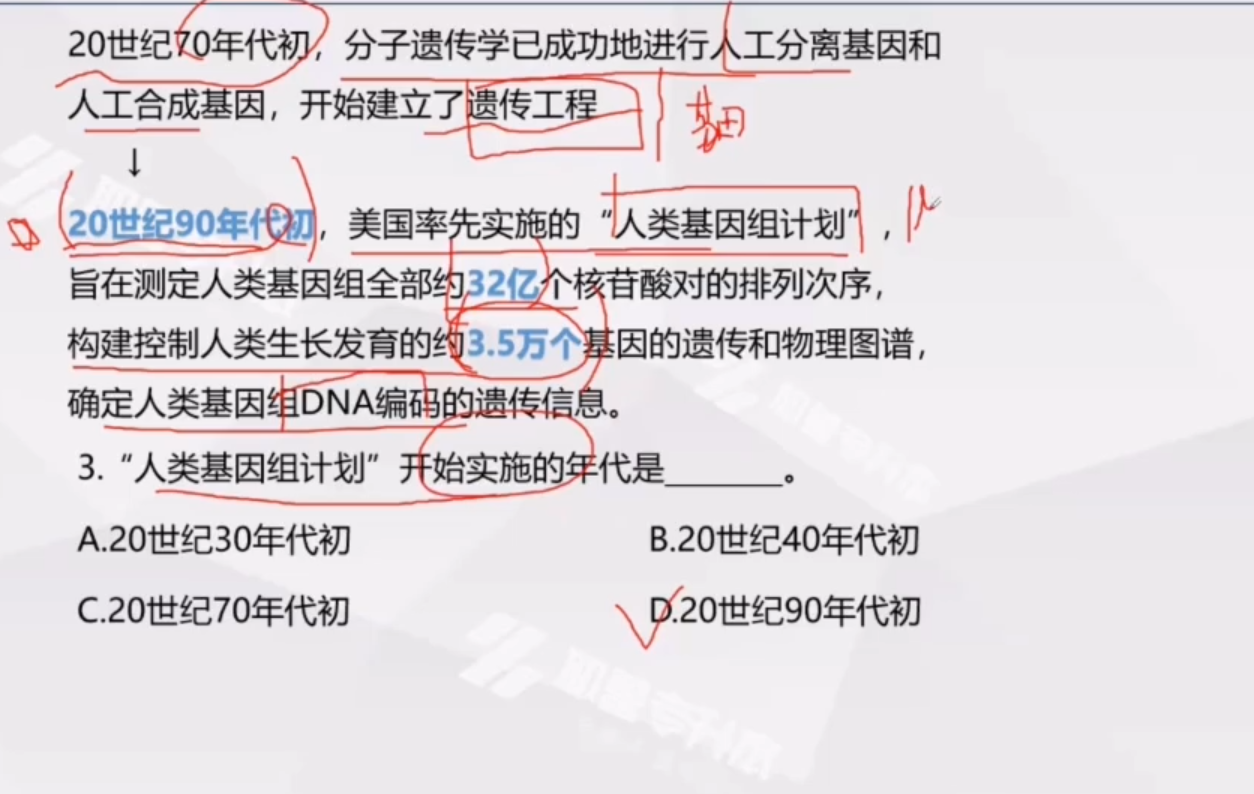 20世纪70年代初，分子遗传学已成功地进行人工分离基因和
人工合成基因，开始建立了遗传工程
基因
↓
20世纪90年代初，美国率先实施的“人类基因组计划”，
旨在测定人类基因组全部约32亿个核苷酸对的排列次序，
构建控制人类生长发育的约3.5万个基因的遗传和物理图谱，
确定人类基因组DNA编码的遗传信息。
3.“人类基因组计划”开始实施的年代是______。
A.20世纪30年代初
B.20世纪40年代初
C.20世纪70年代初
D.20世纪90年代初